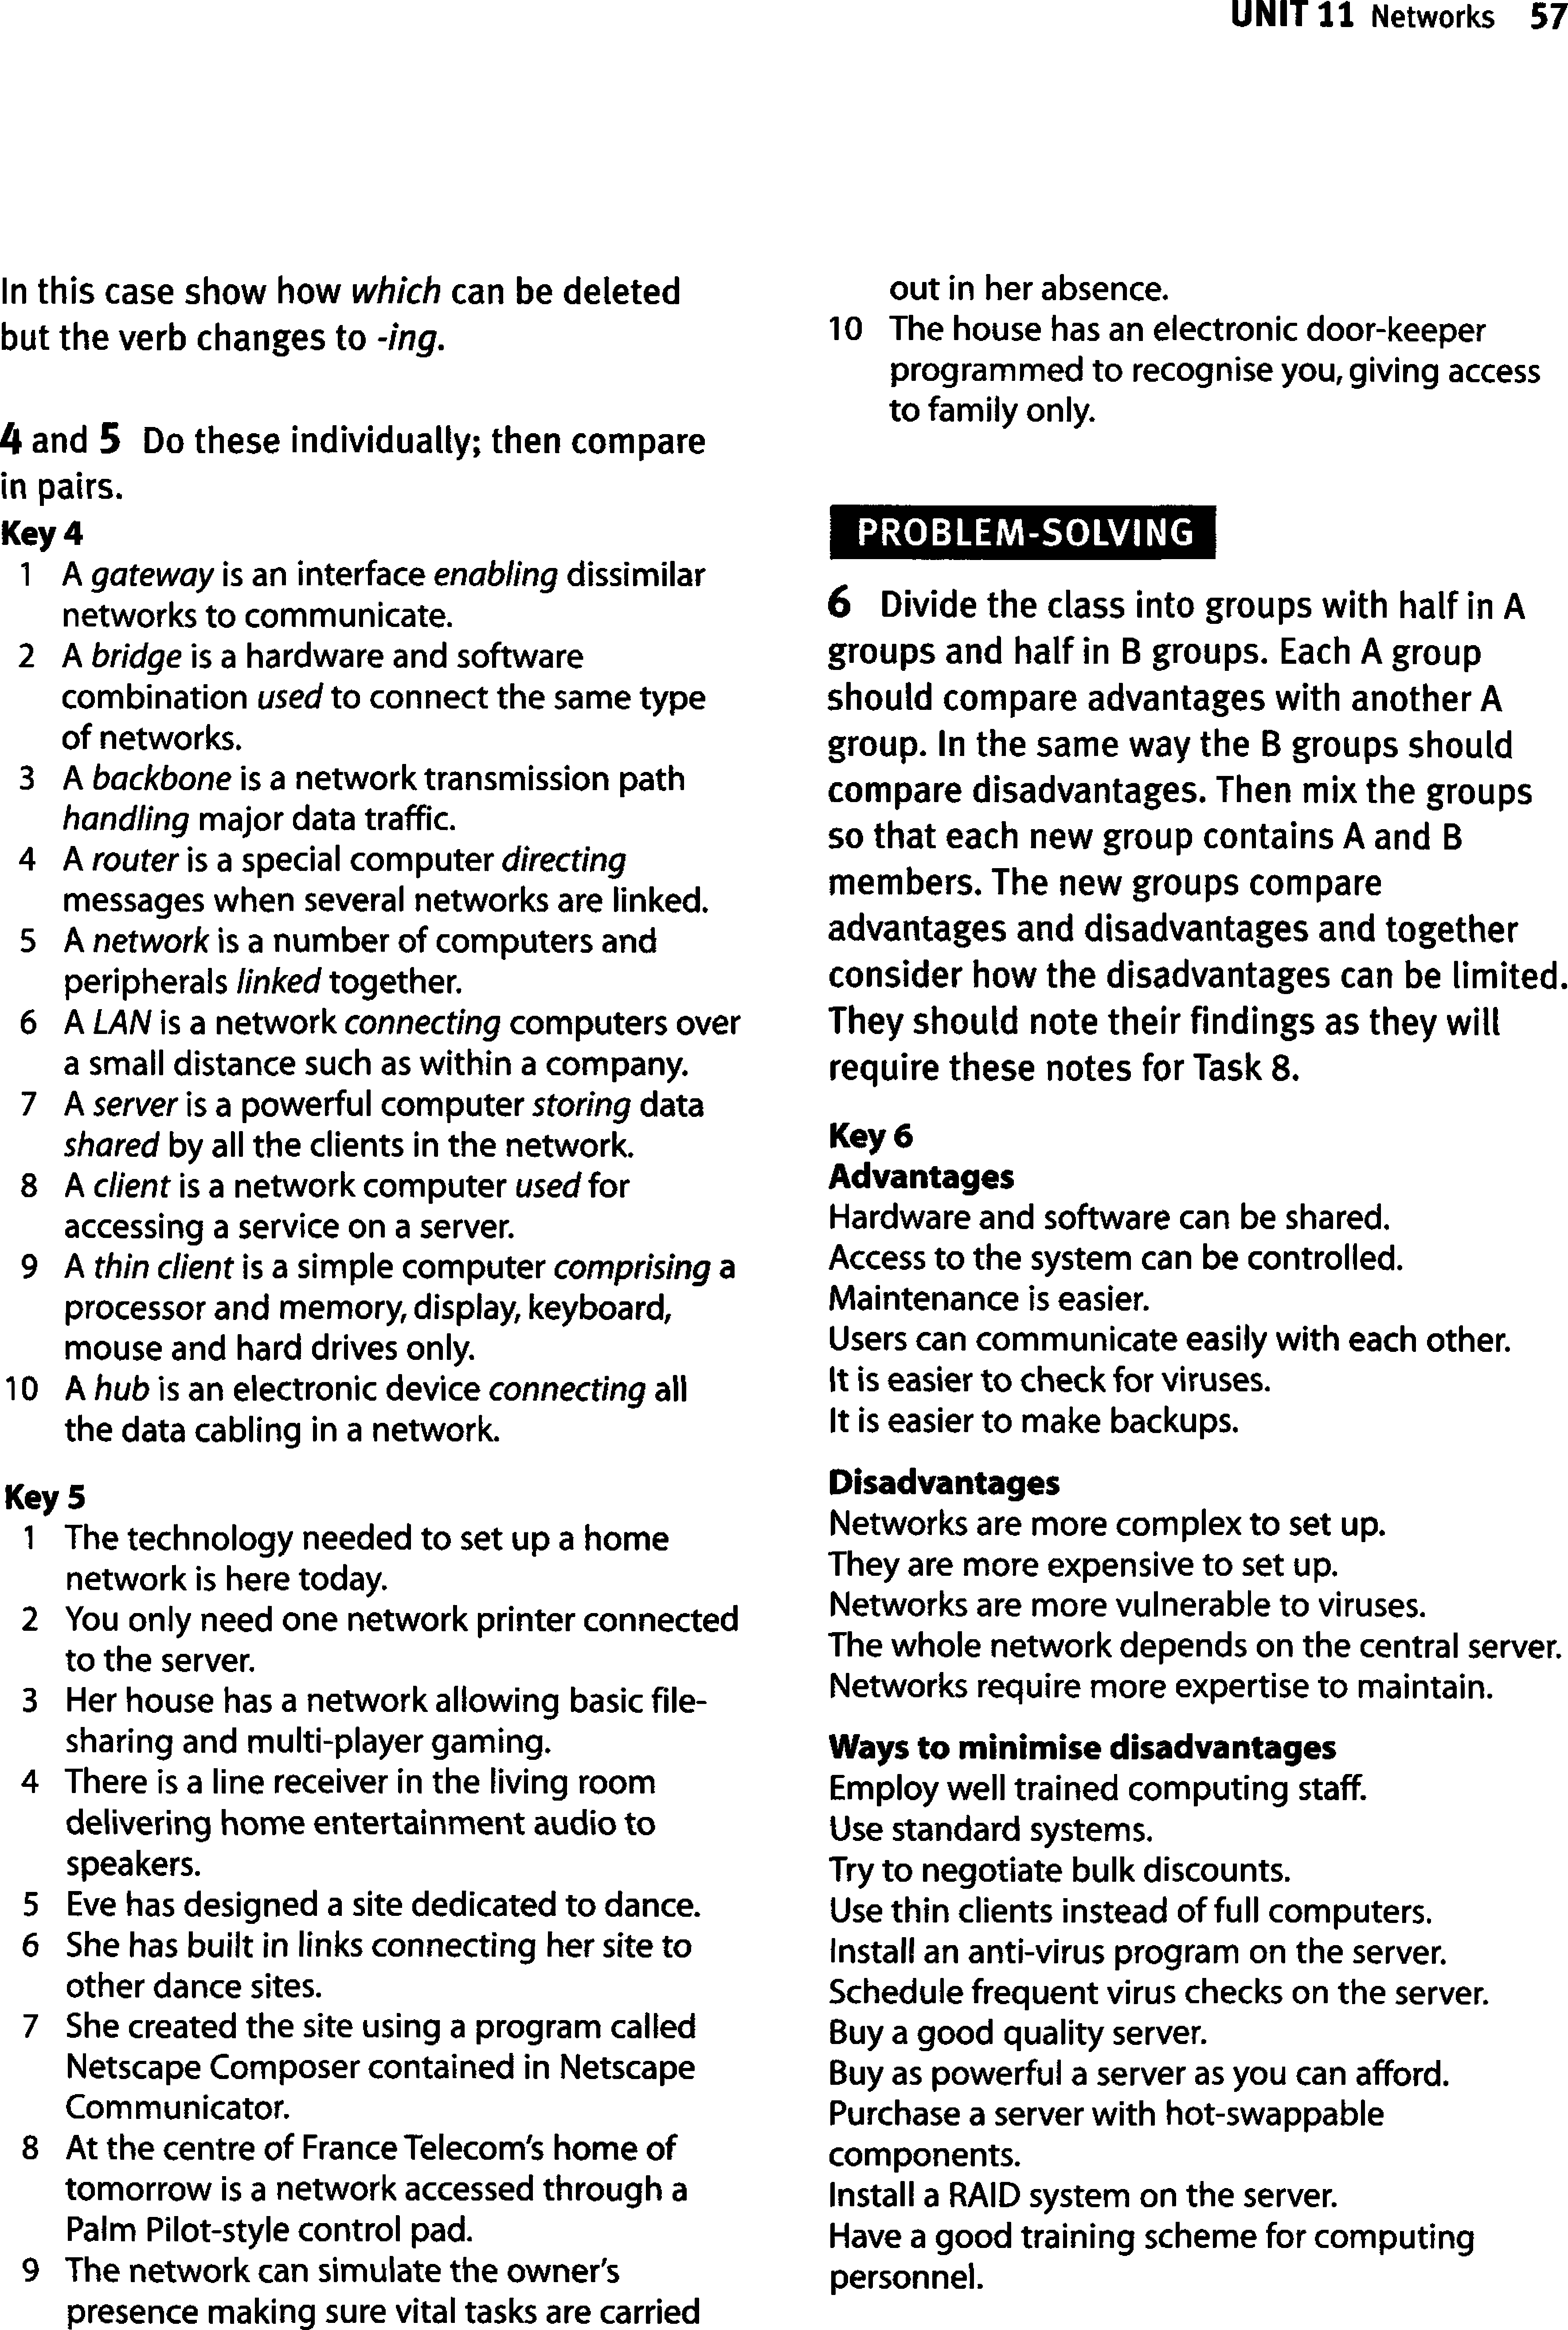 UNIT 11 Networks 57
In this case show how which can be deleted
but the verb changes to -ing.
4 and 5 Do these individually; then compare
in pairs.
Key 4
1 A gateway is an interface enabling dissimilar
networks to communicate.
2 A bridge is a hardware and software
combination used to connect the same type
of networks.
3 A backbone is a network transmission path
handling major data traffic.
4 A router is a special computer directing
messages when several networks are linked.
5 A network is a number of computers and
peripherals linked together.
6 A LAN is a network connecting computers over
a small distance such as within a company.
7 A server is a powerful computer storing data
shared by all the clients in the network.
8 A client is a network computer used for
accessing a service on a server.
9 A thin client is a simple computer comprising a
processor and memory, display, keyboard,
mouse and hard drives only.
10 A hub is an electronic device connecting all
the data cabling in a network.
Key 5
1 The technology needed to set up a home
network is here today.
2 You only need one network printer connected
to the server.
3 Her house has a network allowing basic file-
sharing and multi-player gaming.
4 There is a line receiver in the living room
delivering home entertainment audio to
speakers.
5 Eve has designed a site dedicated to dance.
6 She has built in links connecting her site to
other dance sites.
7 She created the site using a program called
Netscape Composer contained in Netscape
Communicator.
8 At the centre of France Telecom's home of
tomorrow is a network accessed through a
Palm Pilot-style control pad.
9 The network can simulate the owner's
presence making sure vital tasks are carried
out in her absence.
10 The house has an electronic door-keeper
programmed to recognise you, giving access
to family only.
PROBLEM-SOLVING
6 Divide the class into groups with half in A
groups and half in B groups. Each A group
should compare advantages with another A
group. In the same way the B groups should
compare disadvantages. Then mix the groups
so that each new group contains A and B
members. The new groups compare
advantages and disadvantages and together
consider how the disadvantages can be limited.
They should note their findings as they will
require these notes for Task 8.
Key 6
Advantages
Hardware and software can be shared.
Access to the system can be controlled.
Maintenance is easier.
Users can communicate easily with each other.
It is easier to check for viruses.
It is easier to make backups.
Disadvantages
Networks are more complex to set up.
They are more expensive to set up.
Networks are more vulnerable to viruses.
The whole network depends on the central server.
Networks require more expertise to maintain.
Ways to minimise disadvantages
Employ well trained computing staff.
Use standard systems.
Try to negotiate bulk discounts.
Use thin clients instead of full computers.
Install an anti-virus program on the server.
Schedule frequent virus checks on the server.
Buy a good quality server.
Buy as powerful a server as you can afford.
Purchase a server with hot-swappable
components.
Install a RAID system on the server.
Have a good training scheme for computing
personnel.